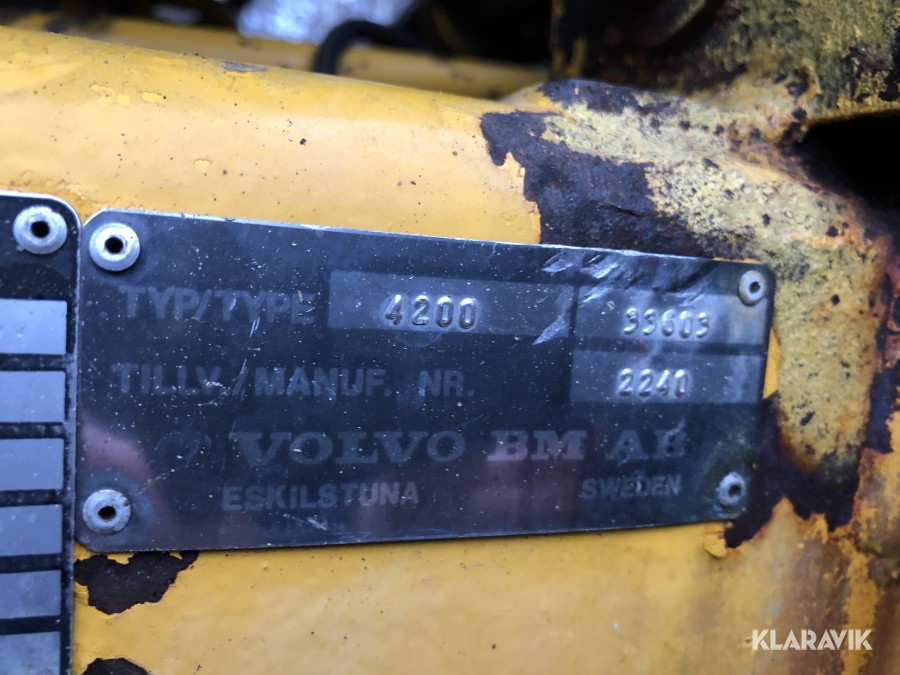 TYP/TYPE 4200 33603
TILLV./MANUF. NR. 2240
VOLVO BM AB
ESKILSTUNA SWEDEN
KLARAVIK